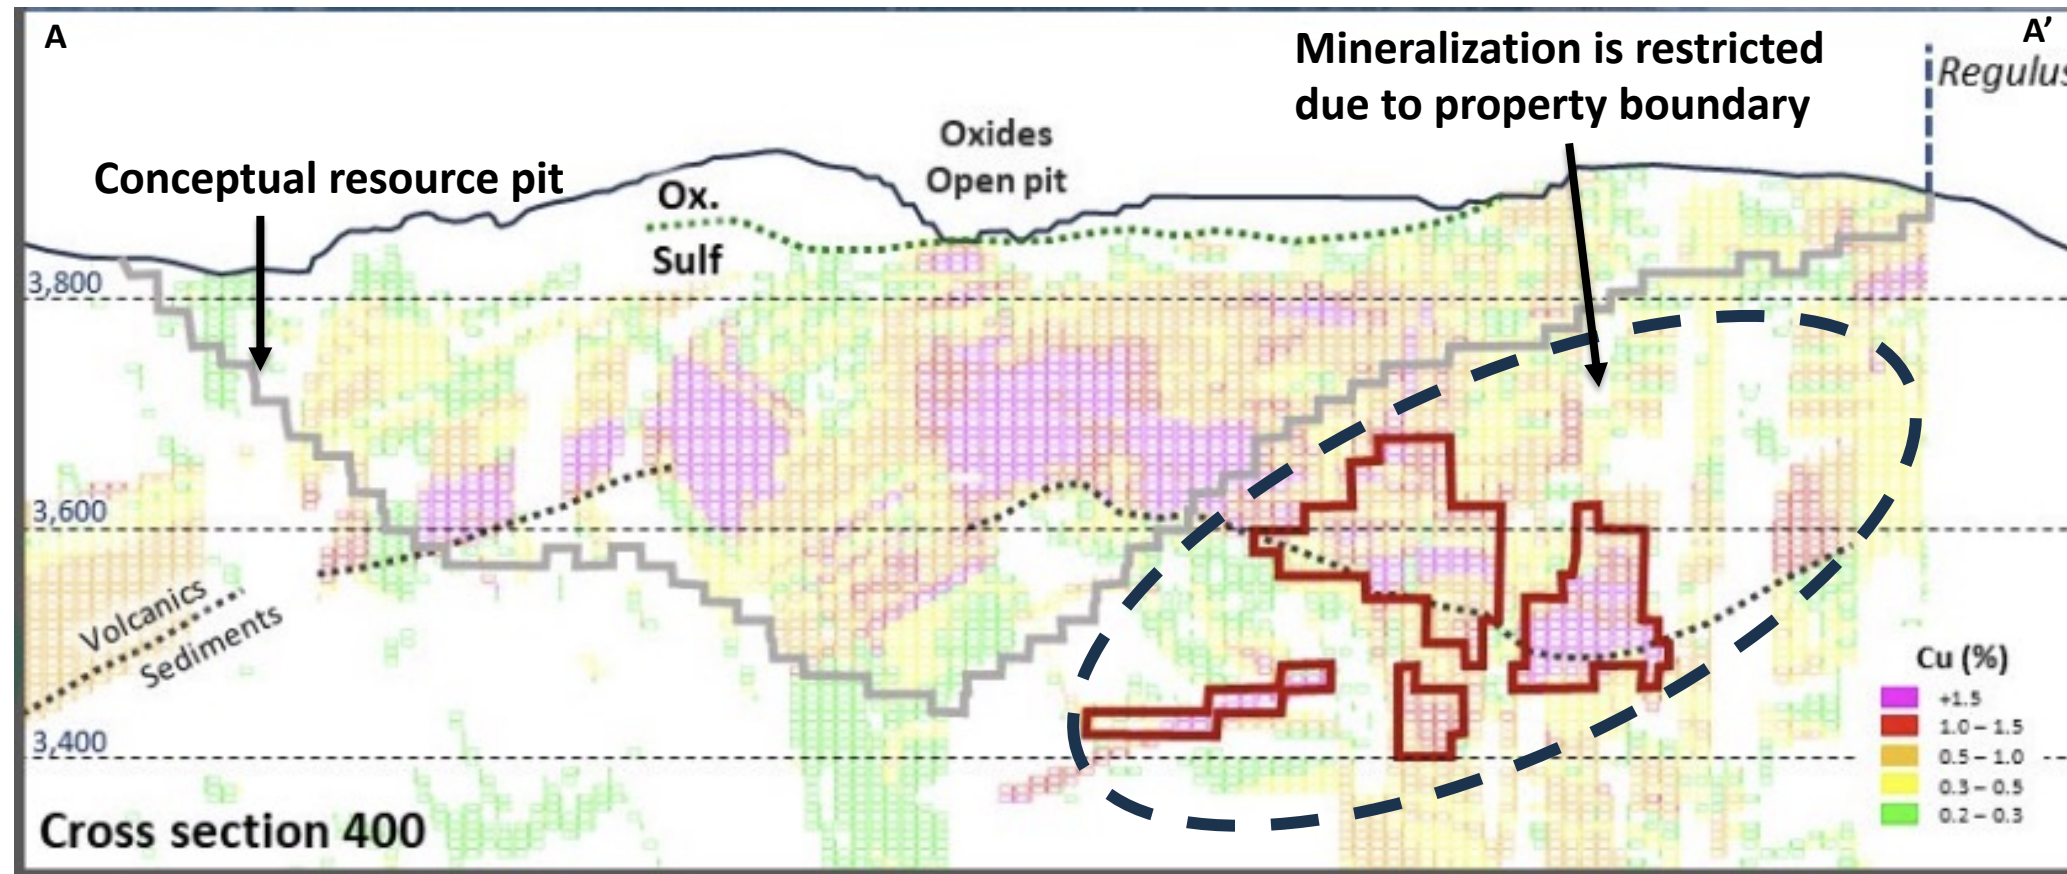 A
A’
Mineralization is restricted
due to property boundary
Regulus
Oxides
Open pit
Conceptual resource pit
Ox.
Sulf
3,800
3,600
Volcanics
Sediments
3,400
Cu (%)
+1.5
1.0 – 1.5
0.5 – 1.0
0.3 – 0.5
0.2 – 0.3
Cross section 400